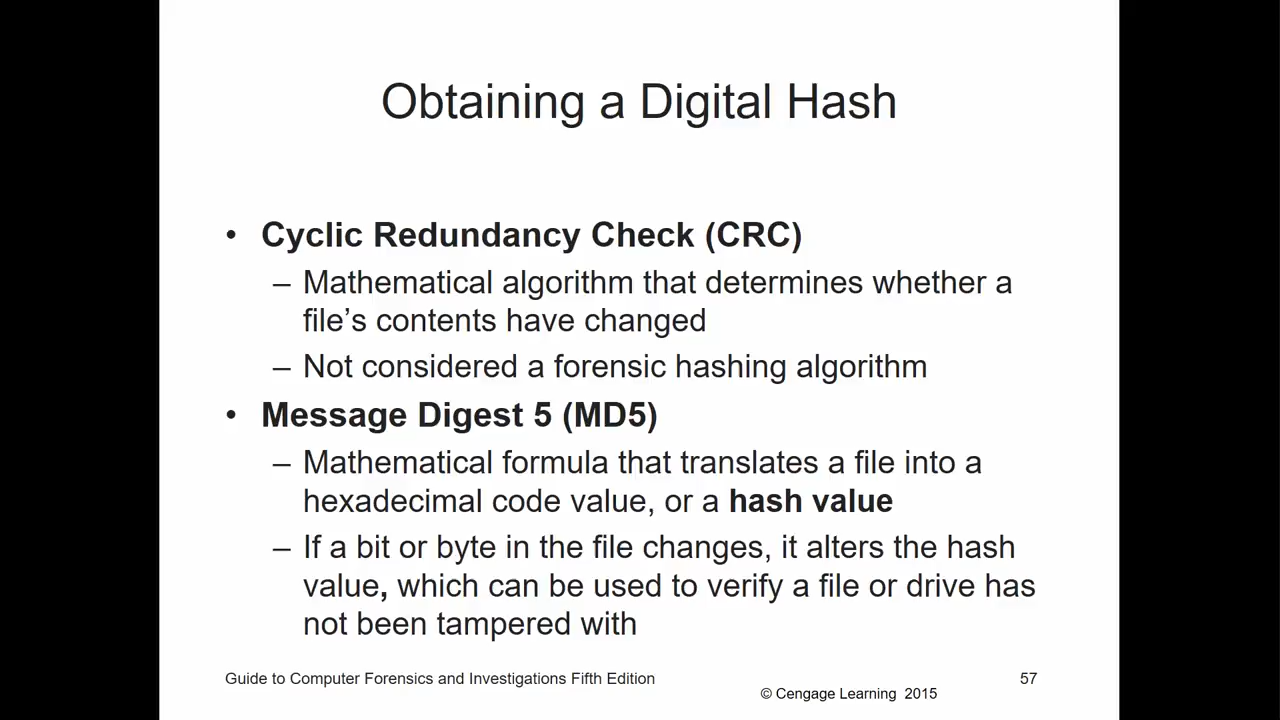 Obtaining a Digital Hash
• Cyclic Redundancy Check (CRC)
– Mathematical algorithm that determines whether a
file’s contents have changed
– Not considered a forensic hashing algorithm
• Message Digest 5 (MD5)
– Mathematical formula that translates a file into a
hexadecimal code value, or a hash value
– If a bit or byte in the file changes, it alters the hash
value, which can be used to verify a file or drive has
not been tampered with
Guide to Computer Forensics and Investigations Fifth Edition
57
© Cengage Learning 2015